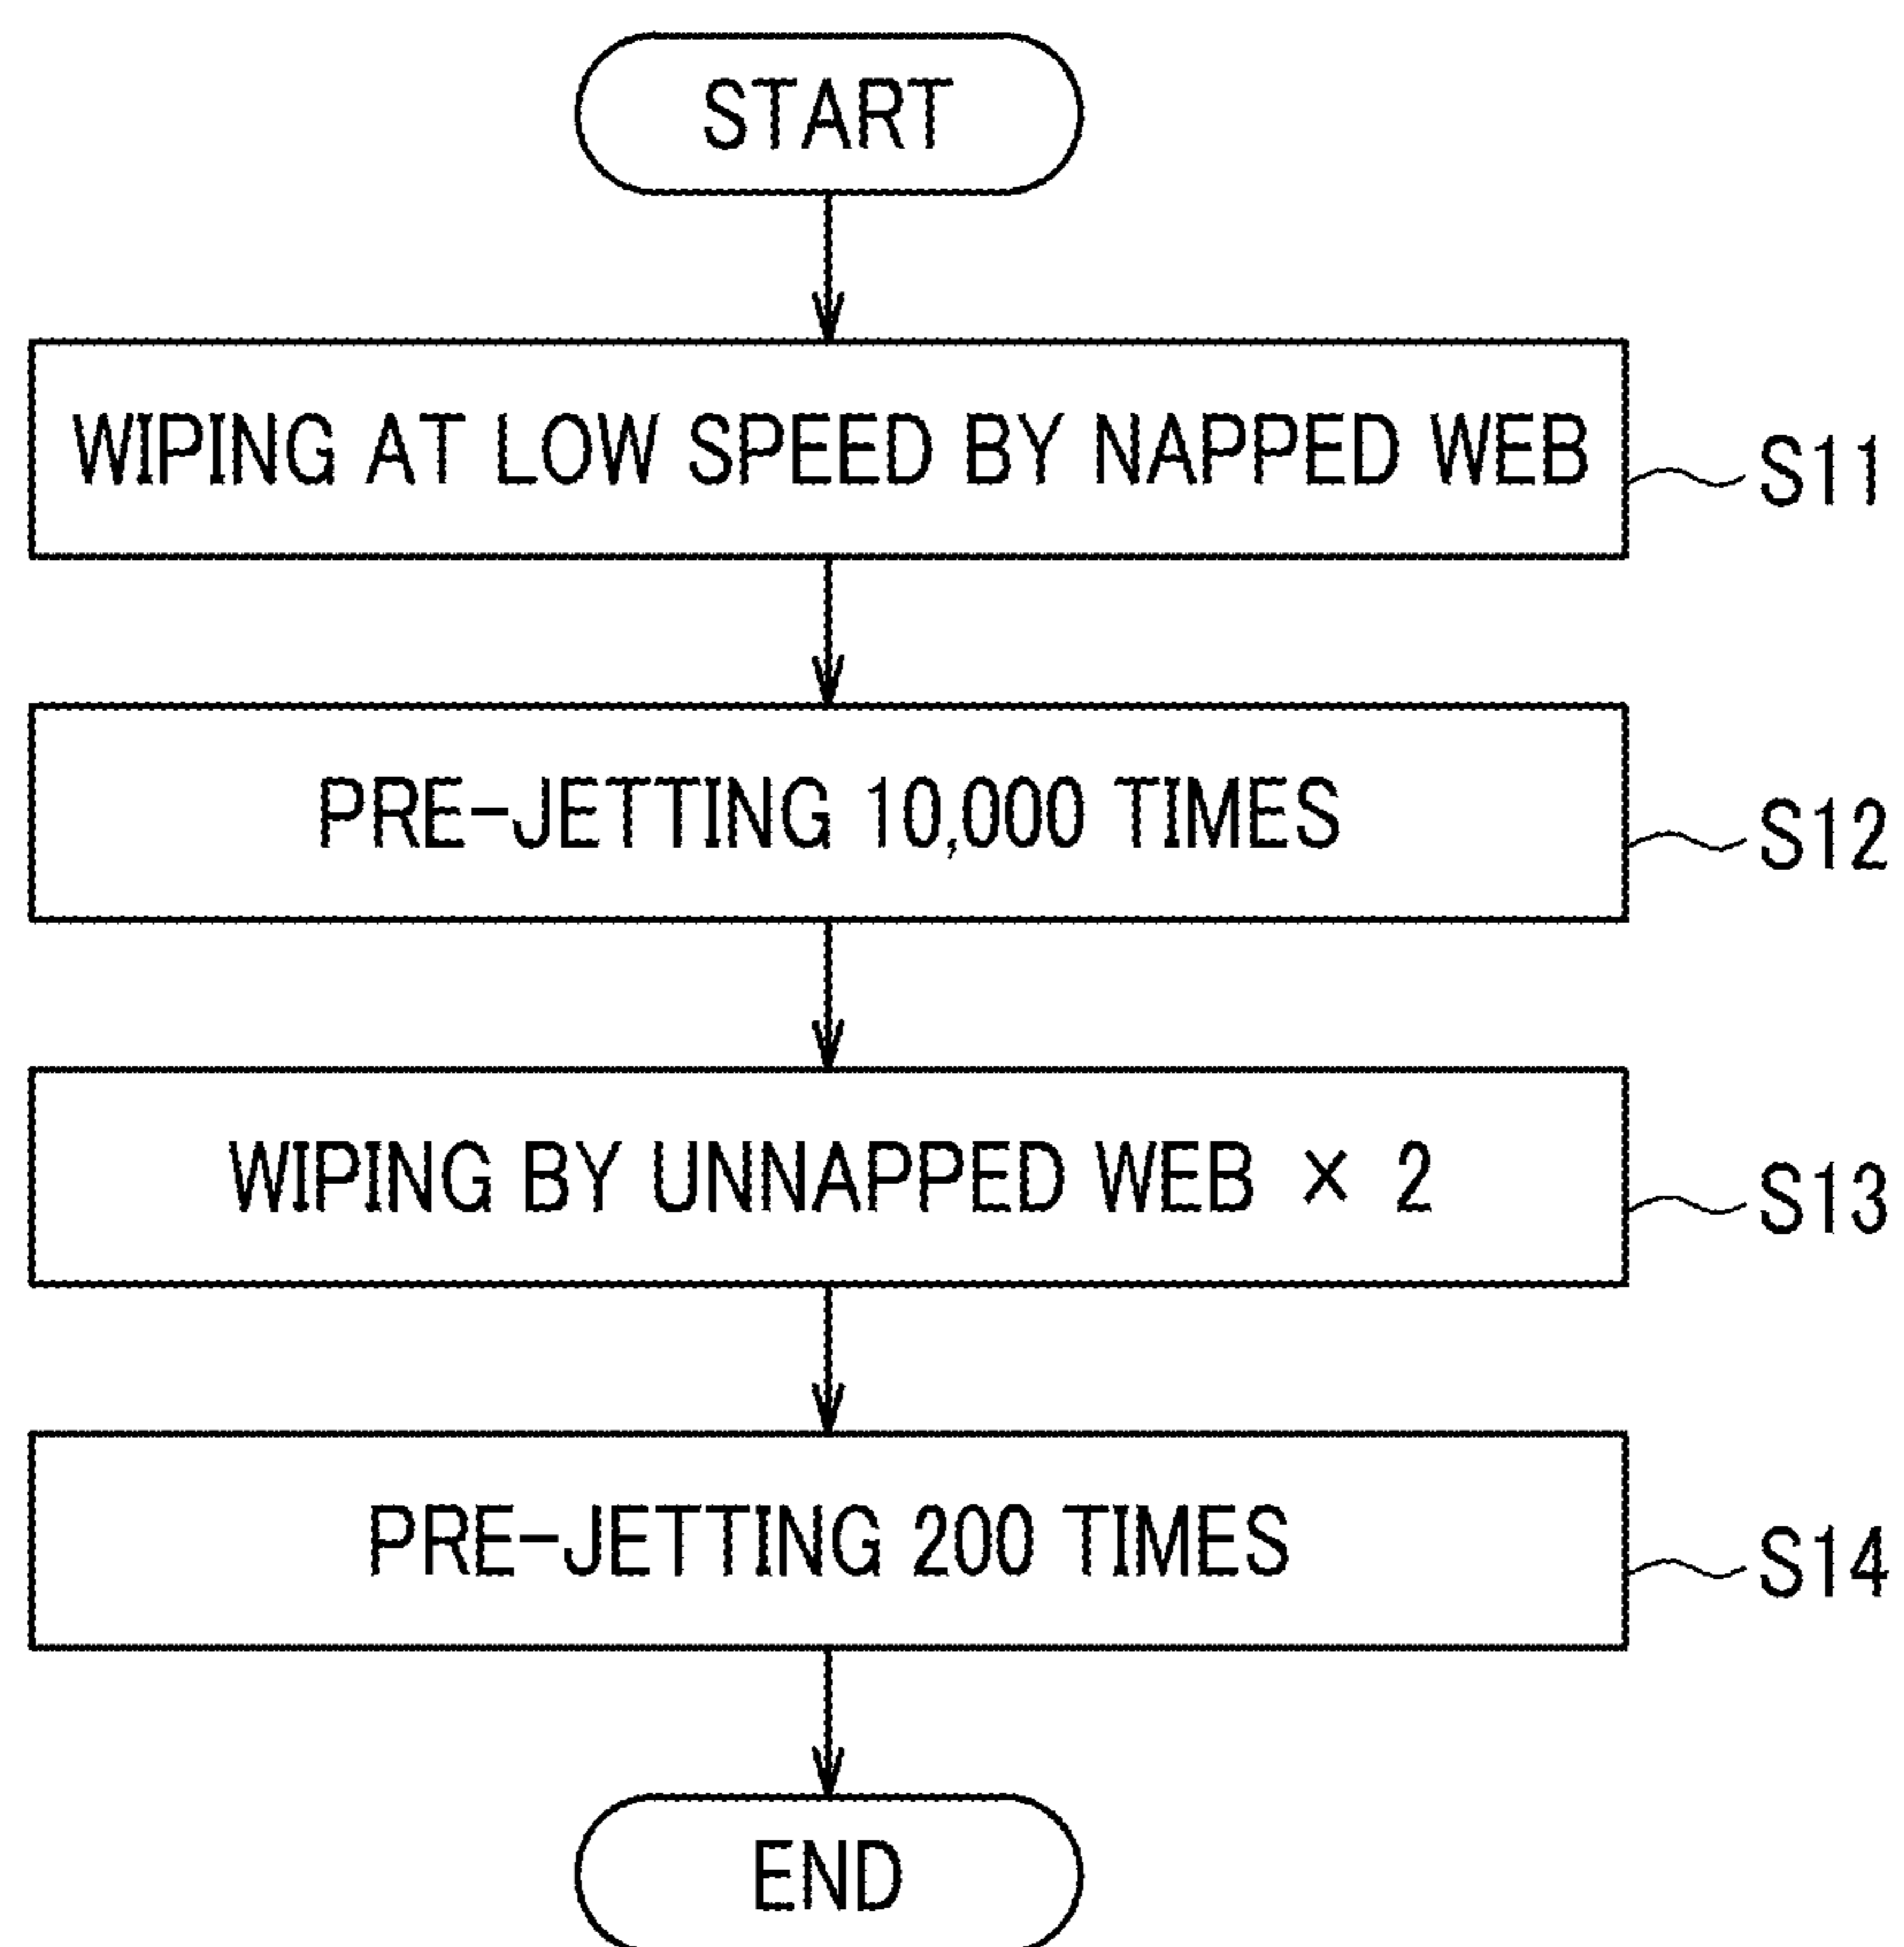 START
WIPING AT LOW SPEED BY NAPPED WEB
S11
PRE-JETTING 10,000 TIMES
S12
WIPING BY UNNAPPED WEB × 2
S13
PRE-JETTING 200 TIMES
S14
END